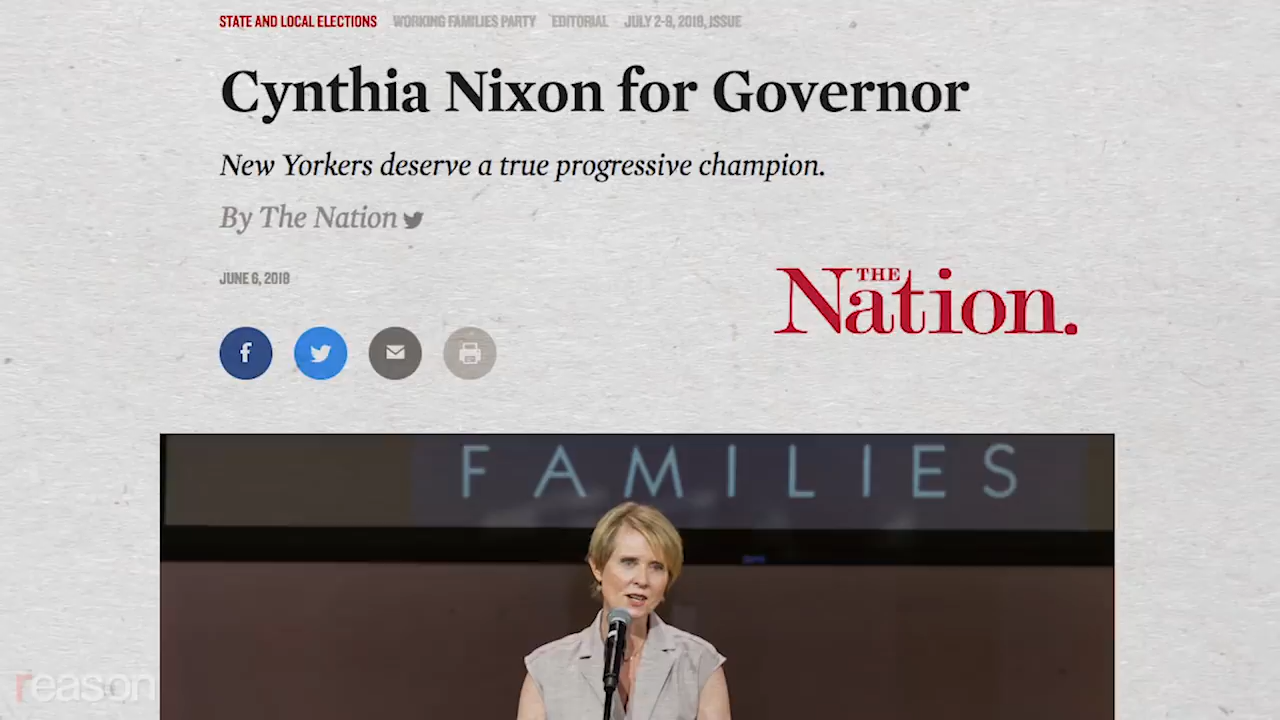 STATE AND LOCAL ELECTIONS WORKING FAMILIES PARTY EDITORIAL JULY 2-9, 2018, ISSUE
Cynthia Nixon for Governor
New Yorkers deserve a true progressive champion.
By The Nation
JUNE 6, 2018
THE Nation.
f
FAMILIES
reason